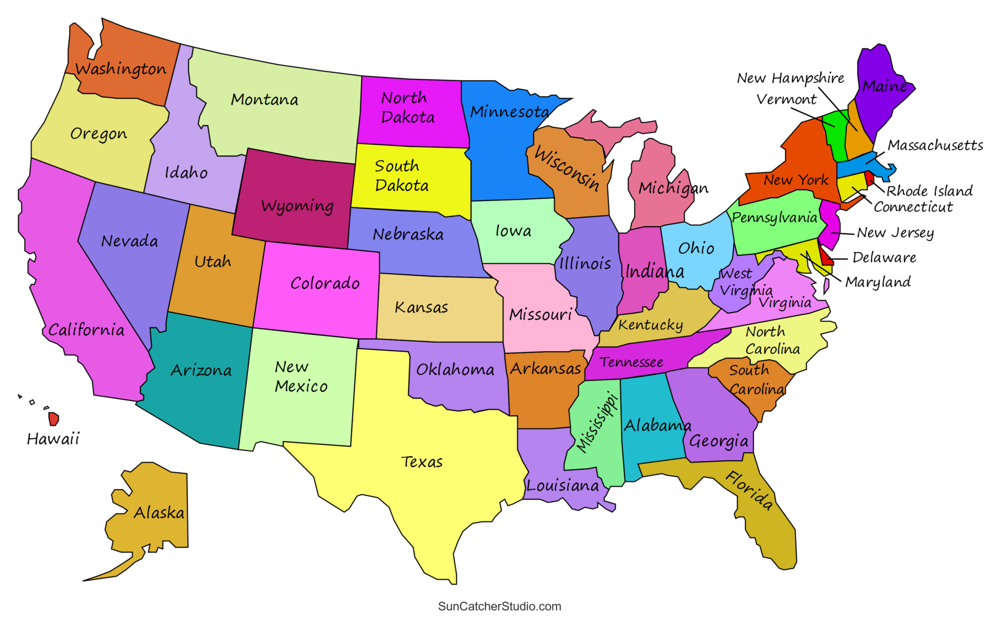 Washington
Montana
North
Dakota
Minnesota
New Hampshire
Vermont
Maine
Oregon
Idaho
Wyoming
South
Dakota
Wisconsin
Michigan
New York
Massachusetts
Rhode Island
Connecticut
Pennsylvania
New Jersey
Delaware
Maryland
Nevada
Utah
Colorado
Nebraska
Iowa
Illinois
Indiana
Ohio
West
Virginia
Virginia
California
Kansas
Missouri
Kentucky
North
Carolina
Arizona
New
Mexico
Oklahoma
Arkansas
Tennessee
South
Carolina
Mississippi
Alabama
Georgia
Hawaii
Texas
Louisiana
Florida
Alaska
SunCatcherStudio.com